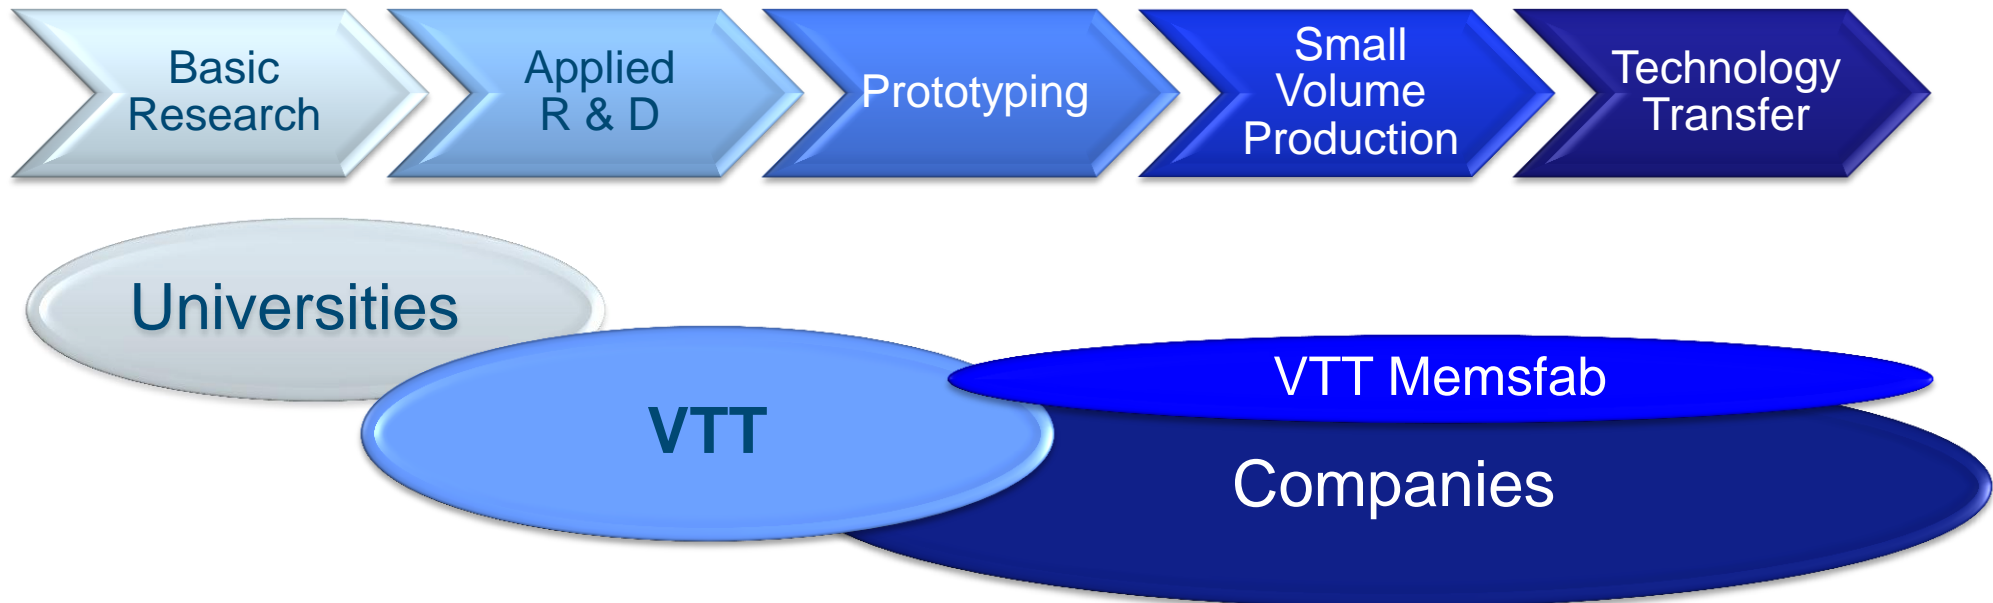 Basic
Research
Applied
R & D
Prototyping
Small
Volume
Production
Technology
Transfer
Universities
VTT
VTT Memsfab
Companies